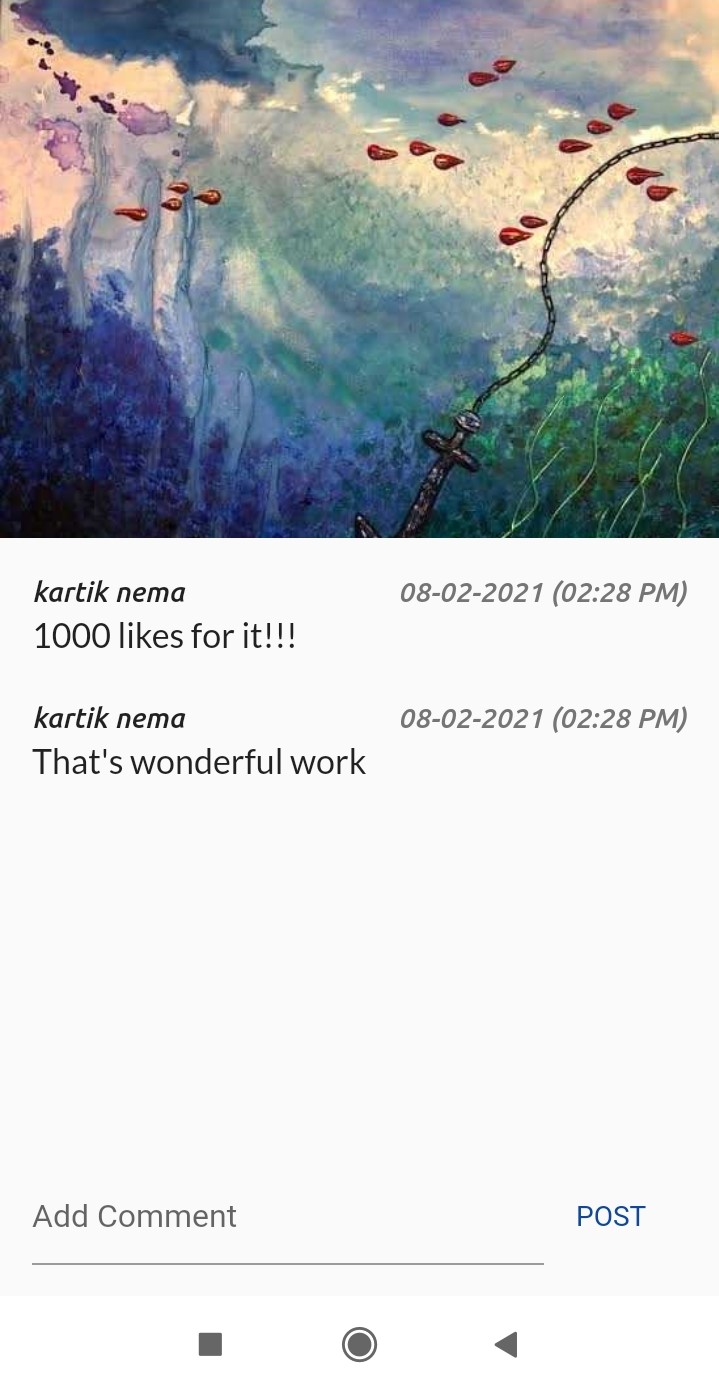 kartik nema 08-02-2021 (02:28 PM)
1000 likes for it!!!
kartik nema 08-02-2021 (02:28 PM)
That's wonderful work
Add Comment POST